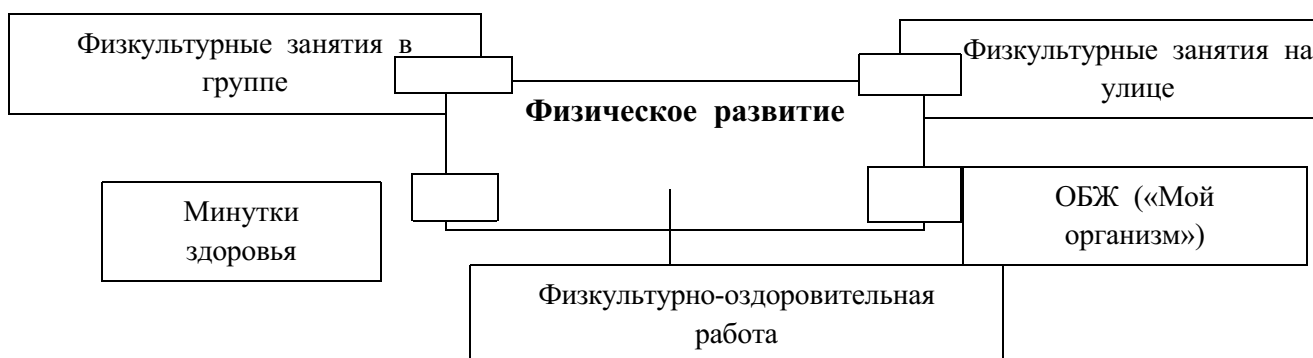 Физкультурные занятия в
группе
Физкультурные занятия на
улице
Физическое развитие
Минутки
здоровья
ОБЖ («Мой
организм»)
Физкультурно-оздоровительная
работа